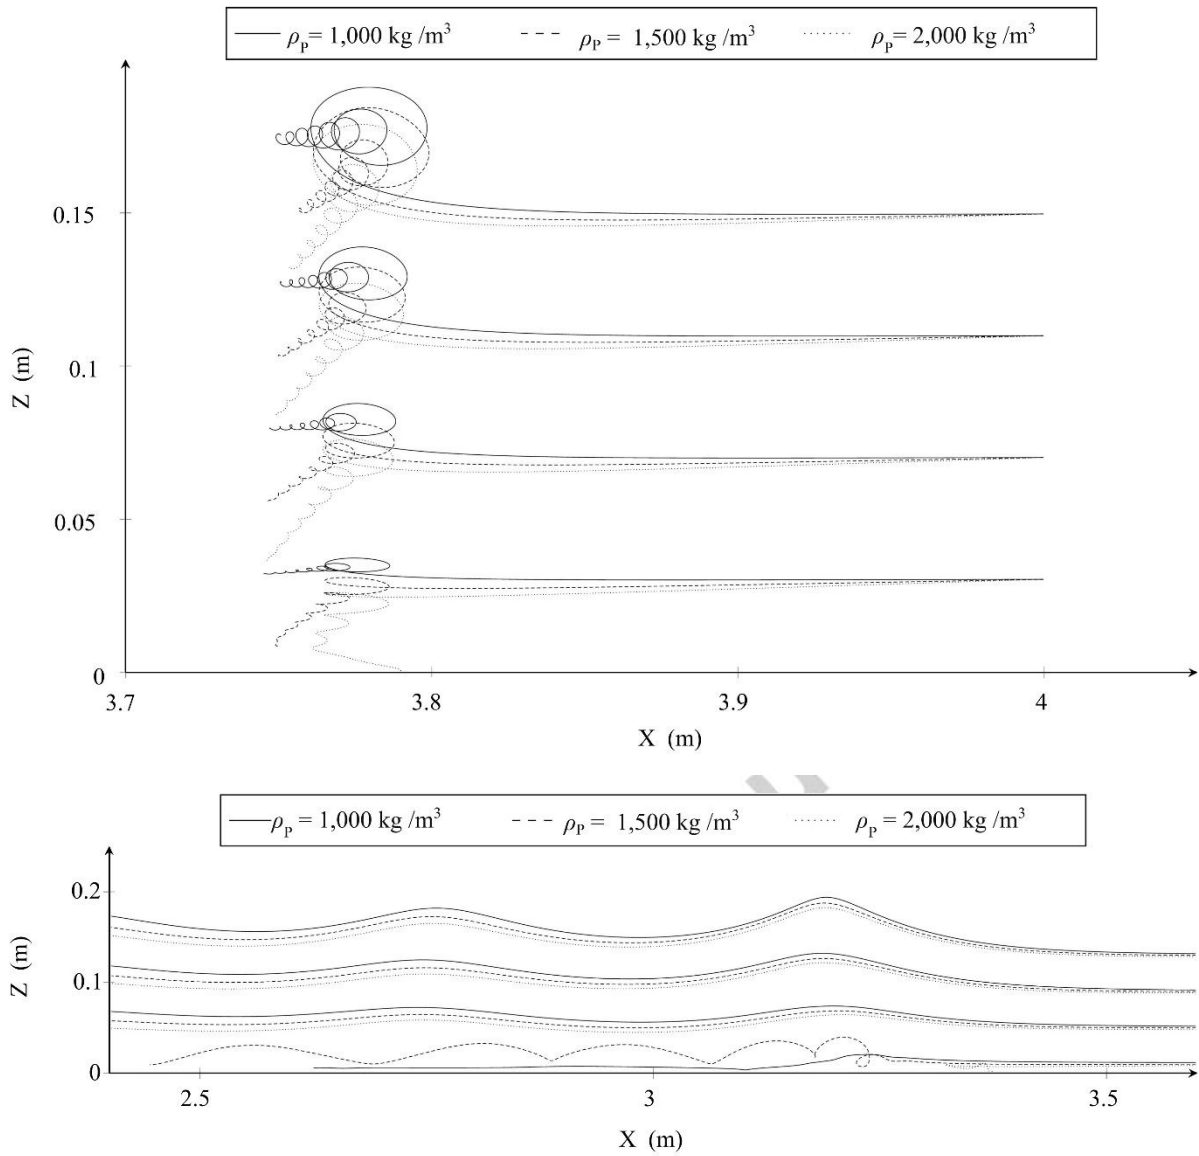 ρP= 1,000 kg /m³ ρP= 1,500 kg /m³ ρP= 2,000 kg /m³
0.15
0.1
Z (m)
0.05
0
3.7 3.8 3.9 4
X (m)
ρP = 1,000 kg /m³ ρP = 1,500 kg /m³ ρP = 2,000 kg /m³
0.2
Z (m)
0.1
0
2.5 3 3.5
X (m)